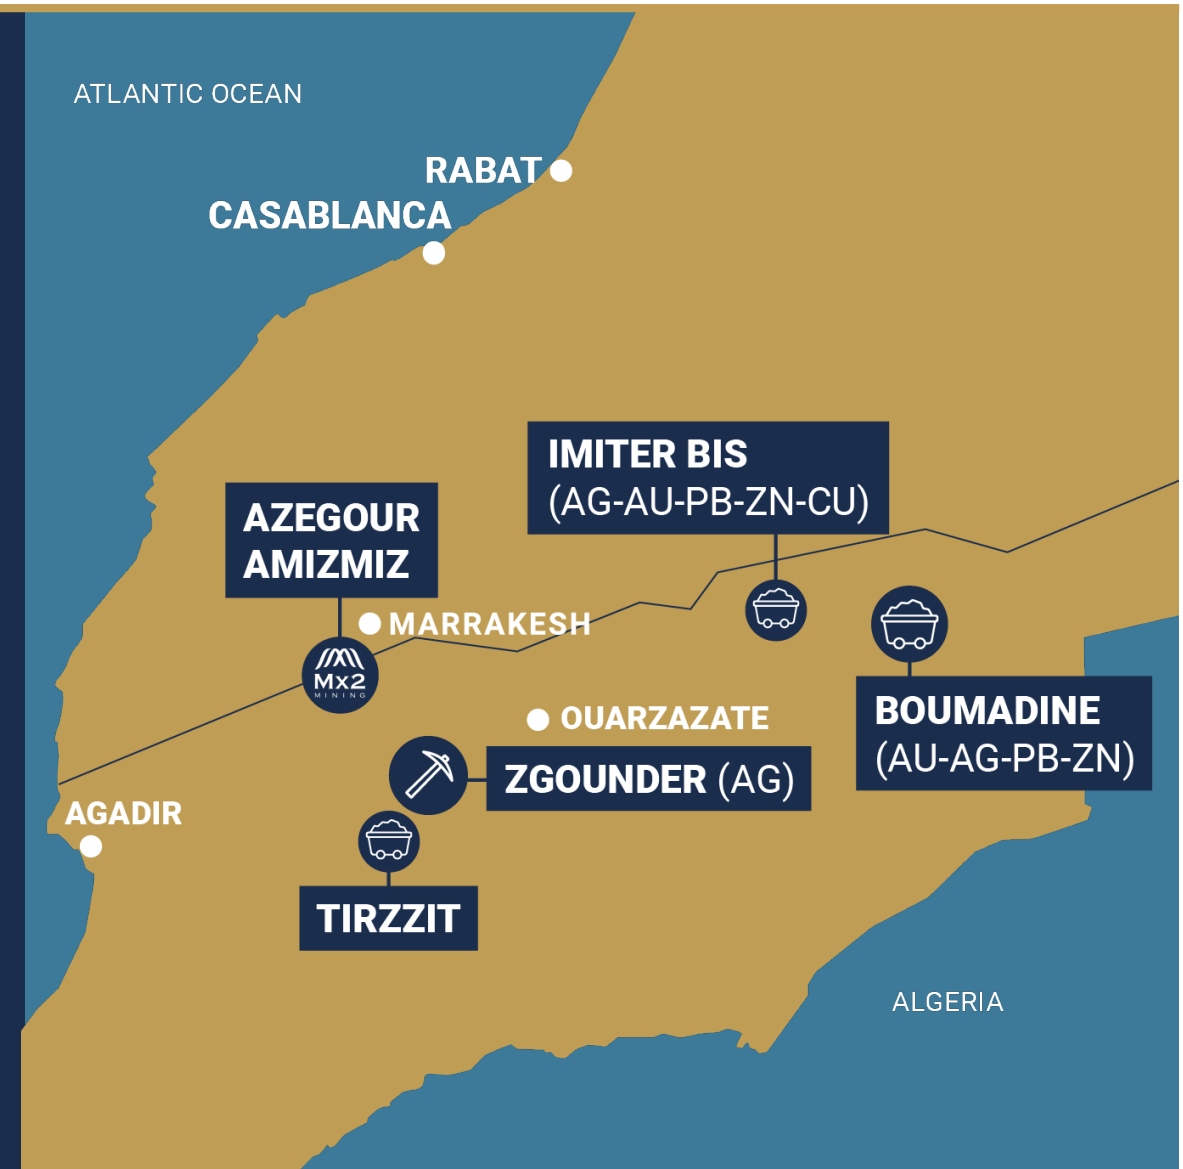 ATLANTIC OCEAN
RABAT
CASABLANCA
IMITER BIS
(AG-AU-PB-ZN-CU)
AZEGOUR
AMIZMIZ
MARRAKESH
Mx2
MINING
BOUMADINE
(AU-AG-PB-ZN)
OUARZAZATE
ZGOUNDER (AG)
AGADIR
TIRZZIT
ALGERIA